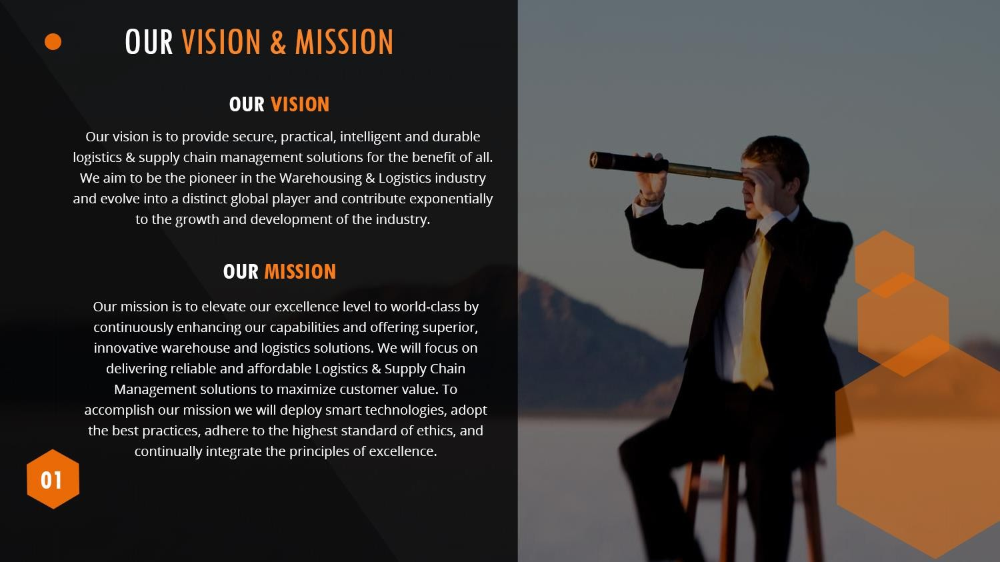 OUR VISION & MISSION
OUR VISION
Our vision is to provide secure, practical, intelligent and durable
logistics & supply chain management solutions for the benefit of all.
We aim to be the pioneer in the Warehousing & Logistics industry
and evolve into a distinct global player and contribute exponentially
to the growth and development of the industry.
OUR MISSION
Our mission is to elevate our excellence level to world-class by
continuously enhancing our capabilities and offering superior,
innovative warehouse and logistics solutions. We will focus on
delivering reliable and affordable Logistics & Supply Chain
Management solutions to maximize customer value. To
accomplish our mission we will deploy smart technologies, adopt
the best practices, adhere to the highest standard of ethics, and
continually integrate the principles of excellence.
01